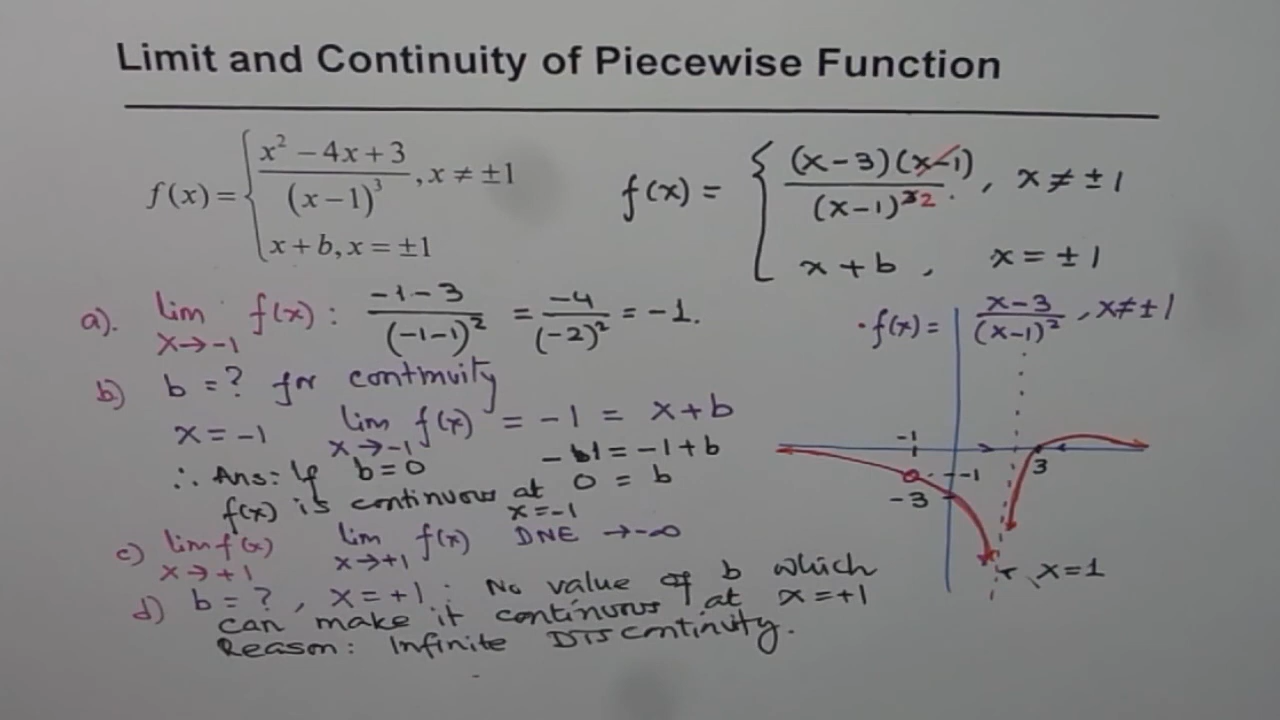 Limit and Continuity of Piecewise Function
f(x) = { (x² − 4x + 3)/(x−1)³ , x ≠ ±1
x + b, x = ±1
f(x) = { (x−3)(x−1)/(x−1)³ 2 , x ≠ ±1
x + b , x = ±1
a). lim x→−1 f(x) : (−1−3)/(−1−1)² = −4/(−2)² = −1.
• f(x) = (x−3)/(x−1)² , x ≠ ±1
b) b = ? for continuity
x = −1 lim x→−1 f(x) = −1 = x + b
−1 = −1 + b
0 = b
∴ Ans: If b = 0
f(x) is continuous at x = −1
c) lim f(x) x→+1 lim x→+1 f(x) DNE → −∞
d) b = ? , x = +1 : No value of b which
can make it continuous at x = +1
Reason: Infinite Discontinuity.
−1
3
−1
−3
x = 1